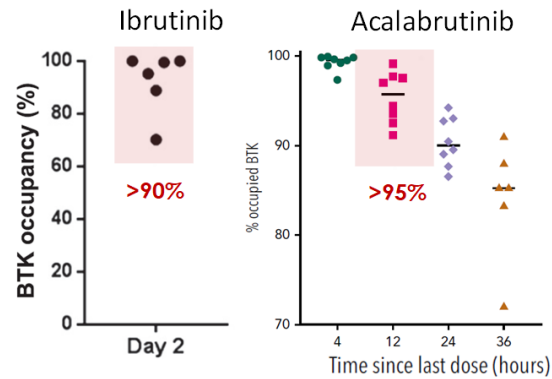 Ibrutinib
BTK occupancy (%)
100
80
60
40
20
0
>90%
Day 2
Acalabrutinib
% occupied BTK
100
90
80
70
>95%
4 12 24 36
Time since last dose (hours)